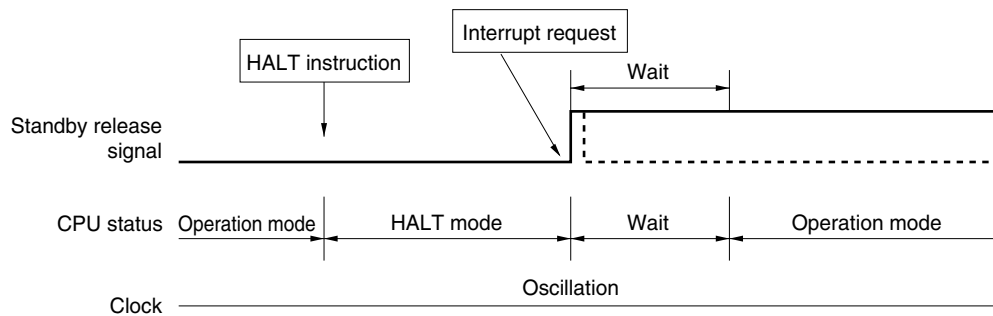 Interrupt request
HALT instruction
Wait
Standby release
signal
CPU status
Operation mode
HALT mode
Wait
Operation mode
Clock
Oscillation